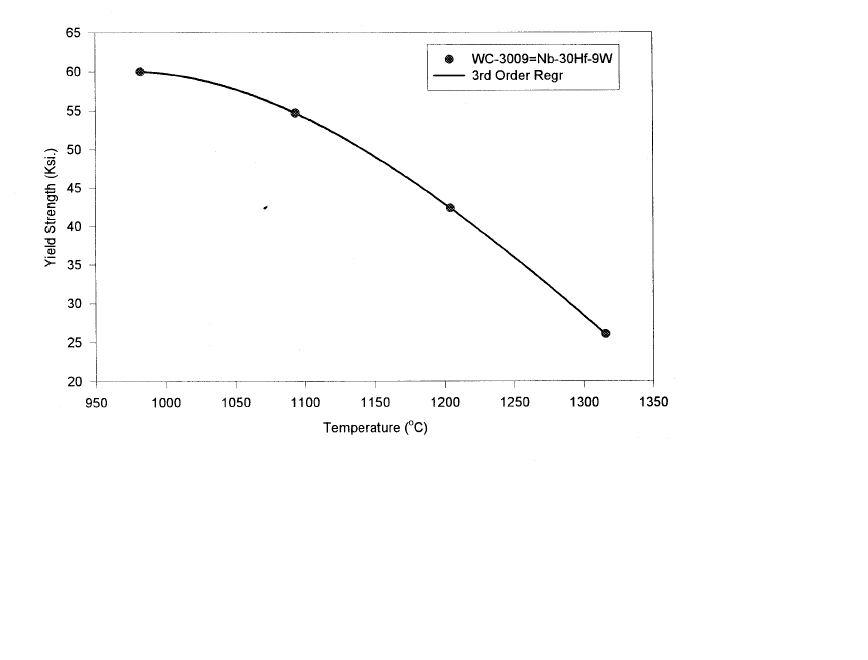 65
60
55
50
45
40
35
30
25
20
Yield Strength (Ksi.)
WC-3009=Nb-30Hf-9W
3rd Order Regr
950 1000 1050 1100 1150 1200 1250 1300 1350
Temperature (°C)